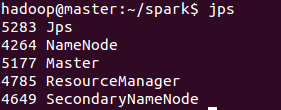 hadoop@master:~/spark$ jps
5283 Jps
4264 NameNode
5177 Master
4785 ResourceManager
4649 SecondaryNameNode